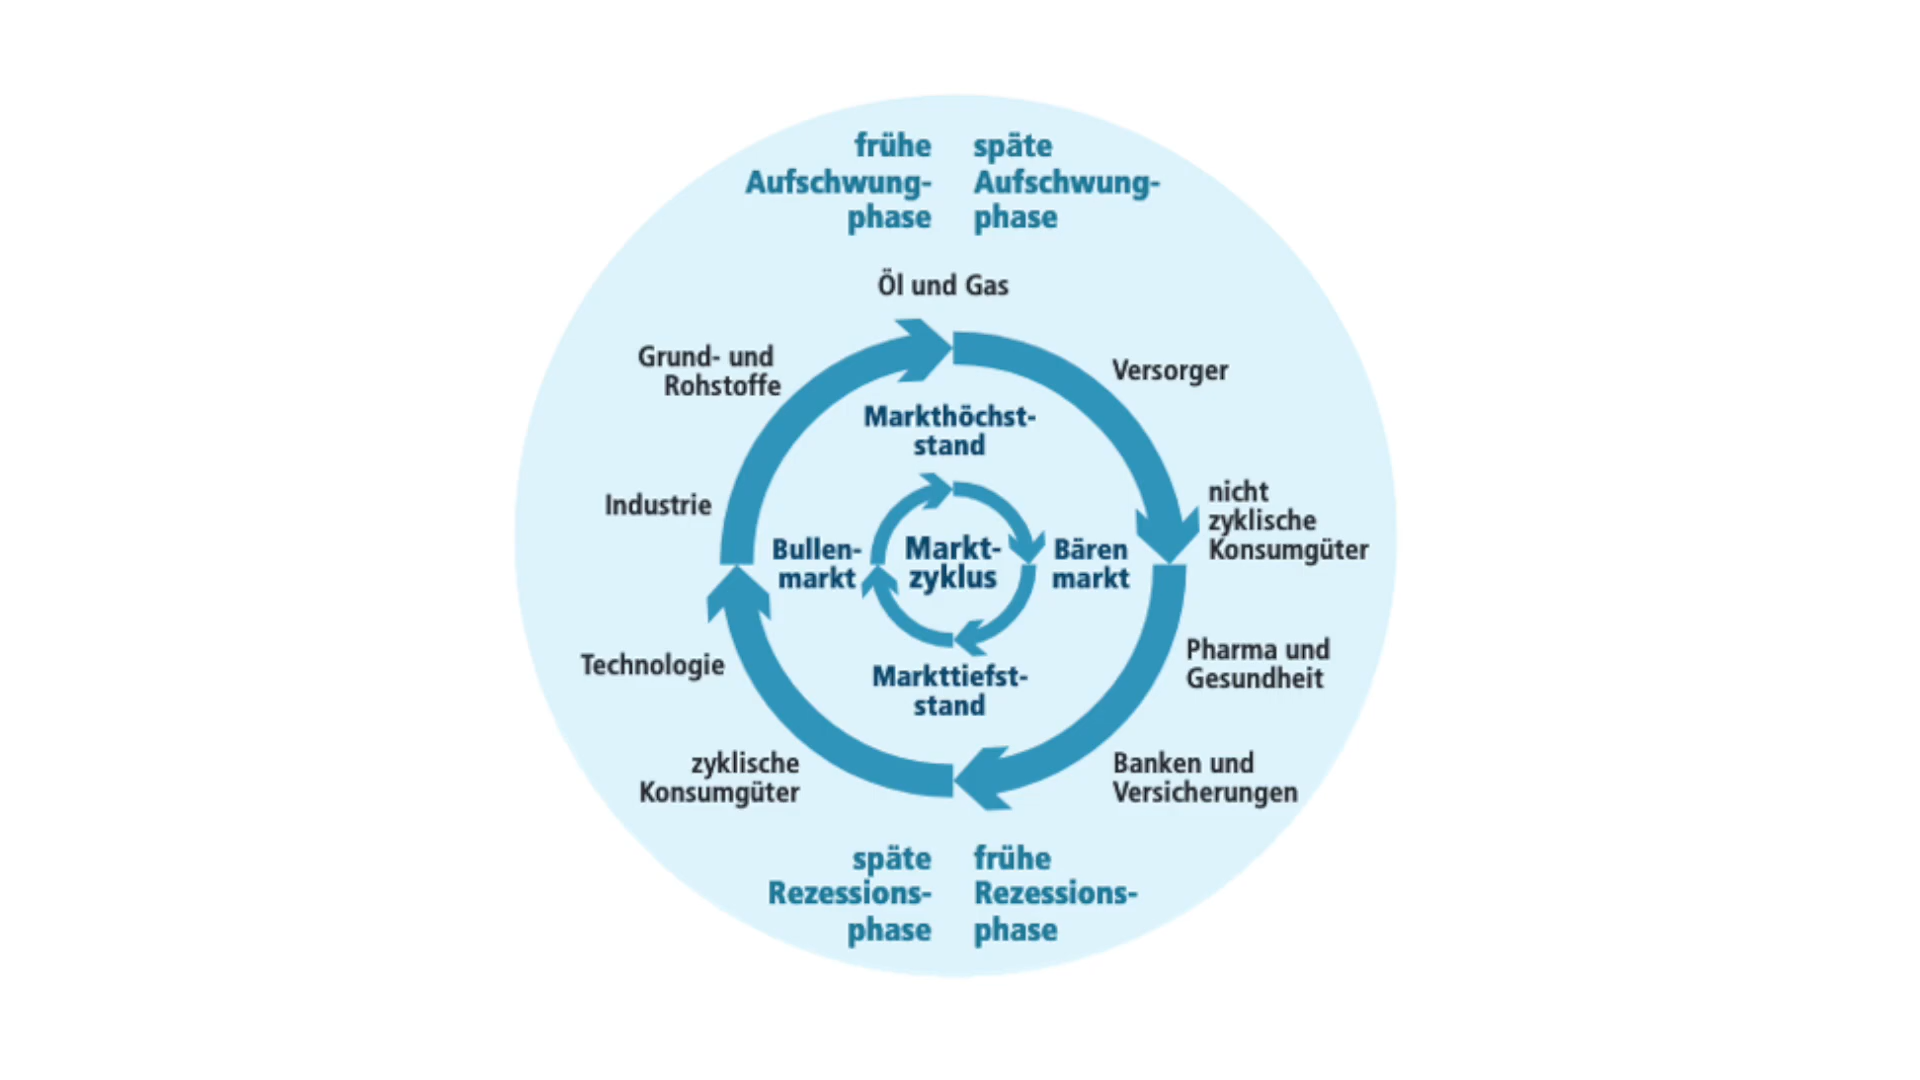 frühe
Aufschwung-
phase
späte
Aufschwung-
phase
Öl und Gas
Grund- und
Rohstoffe
Versorger
Markthöchst-
stand
Industrie
nicht
zyklische
Konsumgüter
Bullen-
markt
Markt-
zyklus
Bären
markt
Technologie
Pharma und
Gesundheit
Markttiefst-
stand
zyklische
Konsumgüter
Banken und
Versicherungen
späte
Rezessions-
phase
frühe
Rezessions-
phase